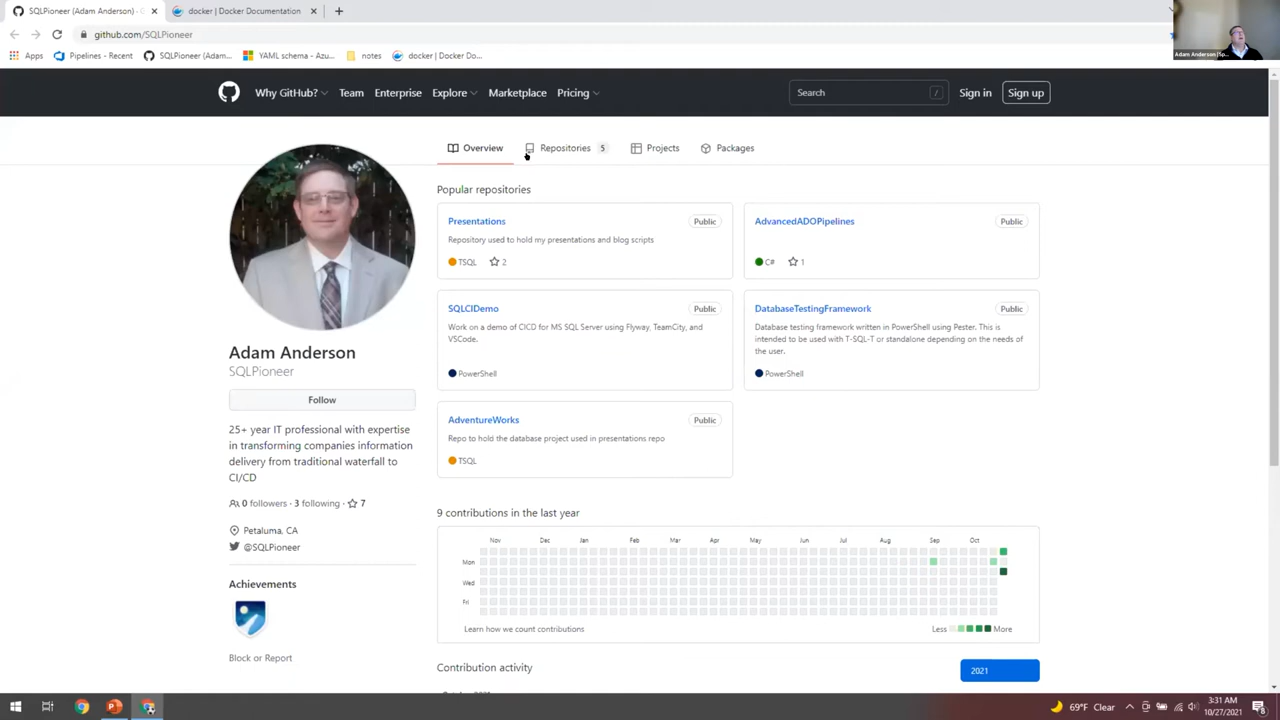 SQLPioneer (Adam Anderson) · G
docker | Docker Documentation
github.com/SQLPioneer
Adam Anderson (Sp...
Apps
Pipelines - Recent
SQLPioneer (Adam...
YAML schema - Azu...
notes
docker | Docker Do...
Why GitHub?
Team
Enterprise
Explore
Marketplace
Pricing
Search
/
Sign in
Sign up
Overview
Repositories 5
Projects
Packages
Popular repositories
Presentations
Public
Repository used to hold my presentations and blog scripts
TSQL 2
AdvancedADOPipelines
Public
C# 1
SQLCIDemo
Public
Work on a demo of CICD for MS SQL Server using Flyway, TeamCity, and
VSCode.
PowerShell
DatabaseTestingFramework
Public
Database testing framework written in PowerShell using Pester. This is
intended to be used with T-SQL-T or standalone depending on the needs of
the user.
PowerShell
AdventureWorks
Public
Repo to hold the database project used in presentations repo
TSQL
Adam Anderson
SQLPioneer
Follow
25+ year IT professional with expertise
in transforming companies information
delivery from traditional waterfall to
CI/CD
0 followers · 3 following · 7
Petaluma, CA
@SQLPioneer
Achievements
Block or Report
9 contributions in the last year
Nov Dec Jan Feb Mar Apr May Jun Jul Aug Sep Oct
Mon
Wed
Fri
Learn how we count contributions
Less More
Contribution activity
2021
69°F Clear
3:31 AM
10/27/2021